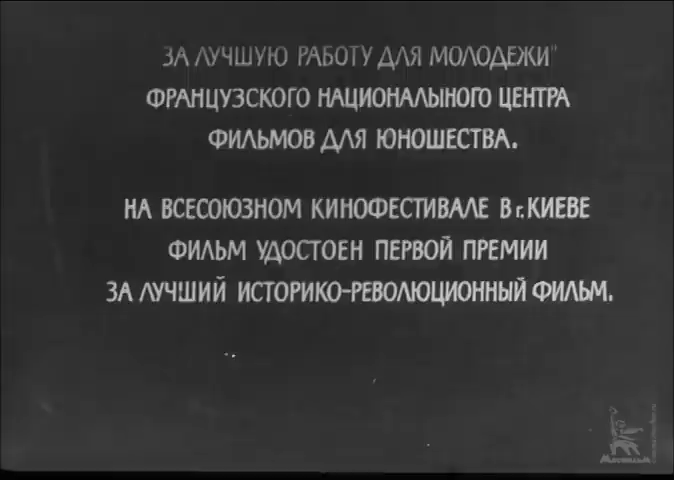 ЗА ЛУЧШУЮ РАБОТУ ДЛЯ МОЛОДЕЖИ"
ФРАНЦУЗСКОГО НАЦИОНАЛЬНОГО ЦЕНТРА
ФИЛЬМОВ ДЛЯ ЮНОШЕСТВА.
НА ВСЕСОЮЗНОМ КИНОФЕСТИВАЛЕ В г. КИЕВЕ
ФИЛЬМ УДОСТОЕН ПЕРВОЙ ПРЕМИИ
ЗА ЛУЧШИЙ ИСТОРИКО-РЕВОЛЮЦИОННЫЙ ФИЛЬМ.
Мосфильм